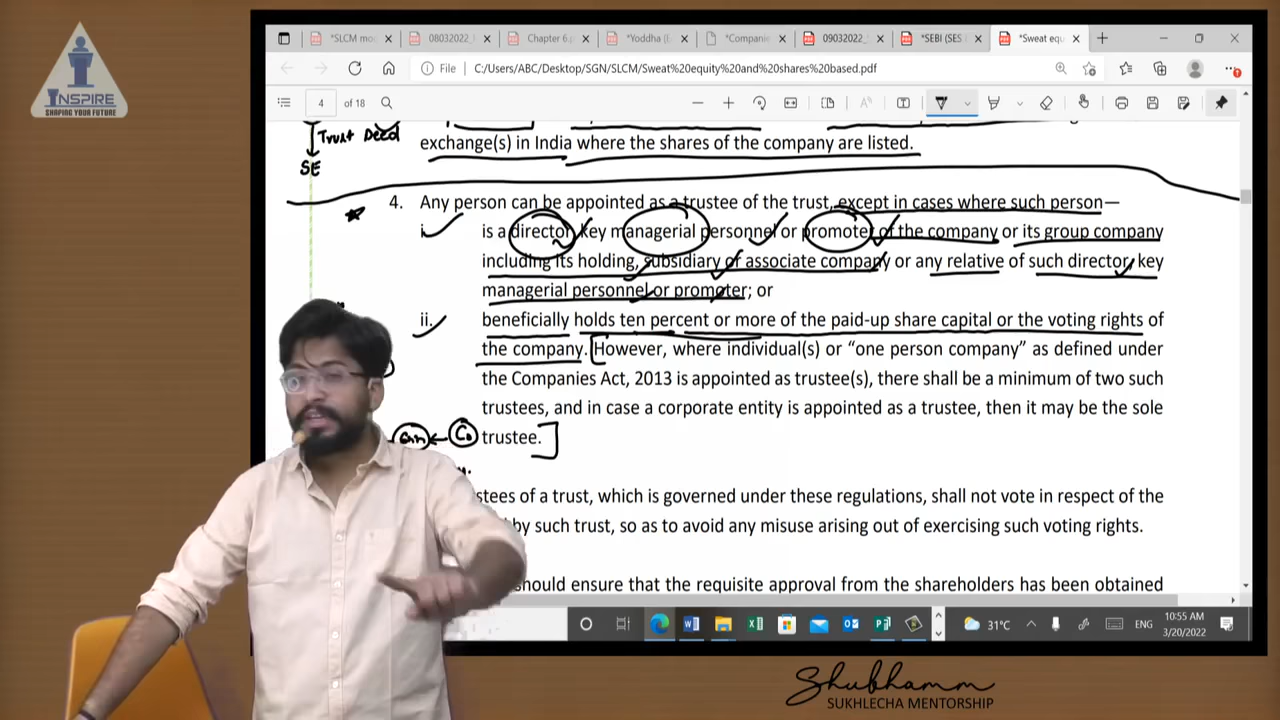 INSPIRE
SHAPING YOUR FUTURE
*SLCM mo
08032022_
Chapter 6.
*Yoddha (
*Companie
09032022_
*SEBI (SES
*Sweat equ
File
C:/Users/ABC/Desktop/SGN/SLCM/Sweat%20equity%20and%20shares%20based.pdf
4 of 18
Trust Deed
SE
exchange(s) in India where the shares of the company are listed.
4. Any person can be appointed as a trustee of the trust, except in cases where such person—
i. is a director, key managerial personnel or promoter of the company or its group company
including its holding, subsidiary or associate company or any relative of such director, key
managerial personnel or promoter; or
ii. beneficially holds ten percent or more of the paid-up share capital or the voting rights of
the company. However, where individual(s) or “one person company” as defined under
the Companies Act, 2013 is appointed as trustee(s), there shall be a minimum of two such
trustees, and in case a corporate entity is appointed as a trustee, then it may be the sole
Co trustee.
stees of a trust, which is governed under these regulations, shall not vote in respect of the
by such trust, so as to avoid any misuse arising out of exercising such voting rights.
should ensure that the requisite approval from the shareholders has been obtained
31°C
ENG
10:55 AM
3/20/2022
Shubhamm
SUKHLECHA MENTORSHIP